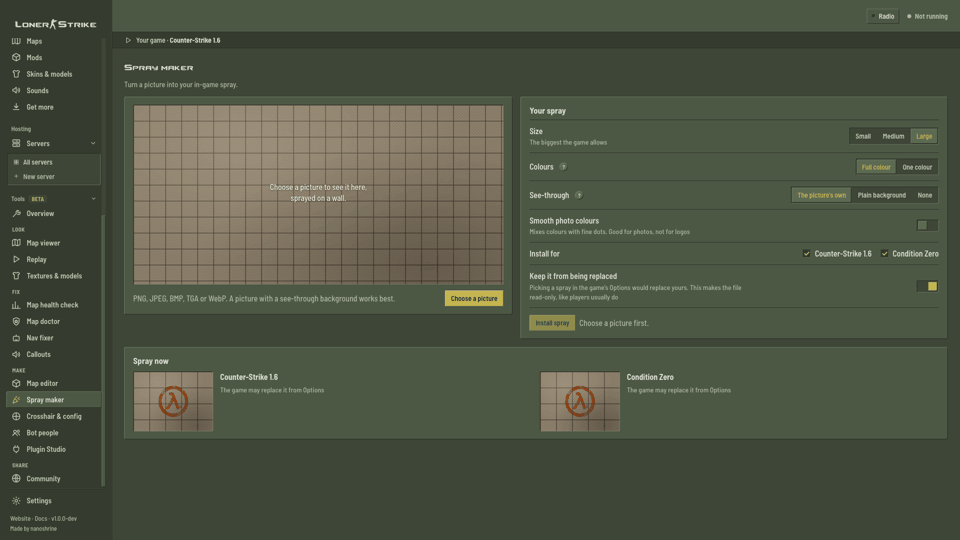 LONER STRIKE
Maps
Mods
Skins & models
Sounds
Get more
Hosting
Servers
All servers
New server
Tools BETA
Overview
LOOK
Map viewer
Replay
Textures & models
FIX
Map health check
Map doctor
Nav fixer
Callouts
MAKE
Map editor
Spray maker
Crosshair & config
Bot people
Plugin Studio
SHARE
Community
Settings
Website · Docs · v1.0.0-dev
Made by nanoshrine
Radio
Not running
Your game · Counter-Strike 1.6
SPRAY MAKER
Turn a picture into your in-game spray.
Choose a picture to see it here,
sprayed on a wall.
PNG, JPEG, BMP, TGA or WebP. A picture with a see-through background works best.
Choose a picture
Your spray
Size
The biggest the game allows
Small Medium Large
Colours ?
Full colour One colour
See-through ?
The picture's own Plain background None
Smooth photo colours
Mixes colours with fine dots. Good for photos, not for logos
Install for
Counter-Strike 1.6 Condition Zero
Keep it from being replaced
Picking a spray in the game's Options would replace yours. This makes the file
read-only, like players usually do
Install spray Choose a picture first.
Spray now
Counter-Strike 1.6
The game may replace it from Options
Condition Zero
The game may replace it from Options